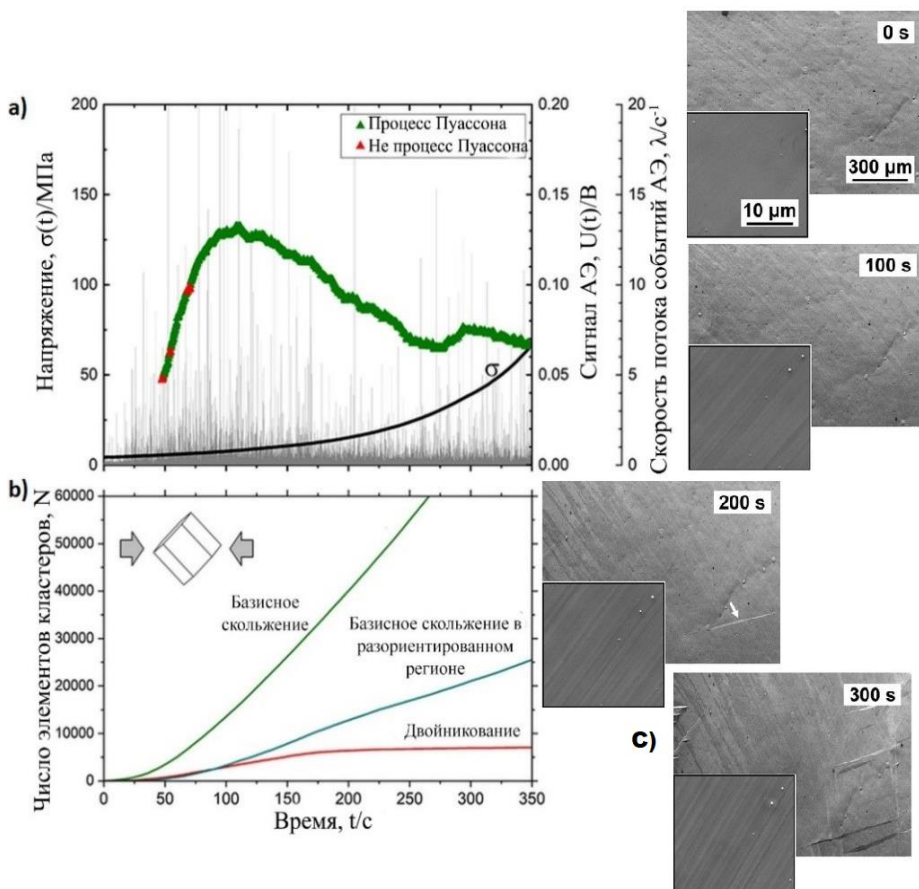 a)
Напряжение, σ(t)/МПа
200
150
100
50
0
Процесс Пуассона
Не процесс Пуассона
σ
0.20
0.15
0.10
0.05
0.00
Сигнал АЭ, U(t)/В
20
15
10
5
0
Скорость потока событий АЭ, λ/с⁻¹
b)
Число элементов кластеров, N
60000
50000
40000
30000
20000
10000
0
Базисное
скольжение
Базисное скольжение в
разориентированном
регионе
Двойникование
0 50 100 150 200 250 300 350
Время, t/с
0 s
300 µm
10 µm
100 s
200 s
c)
300 s